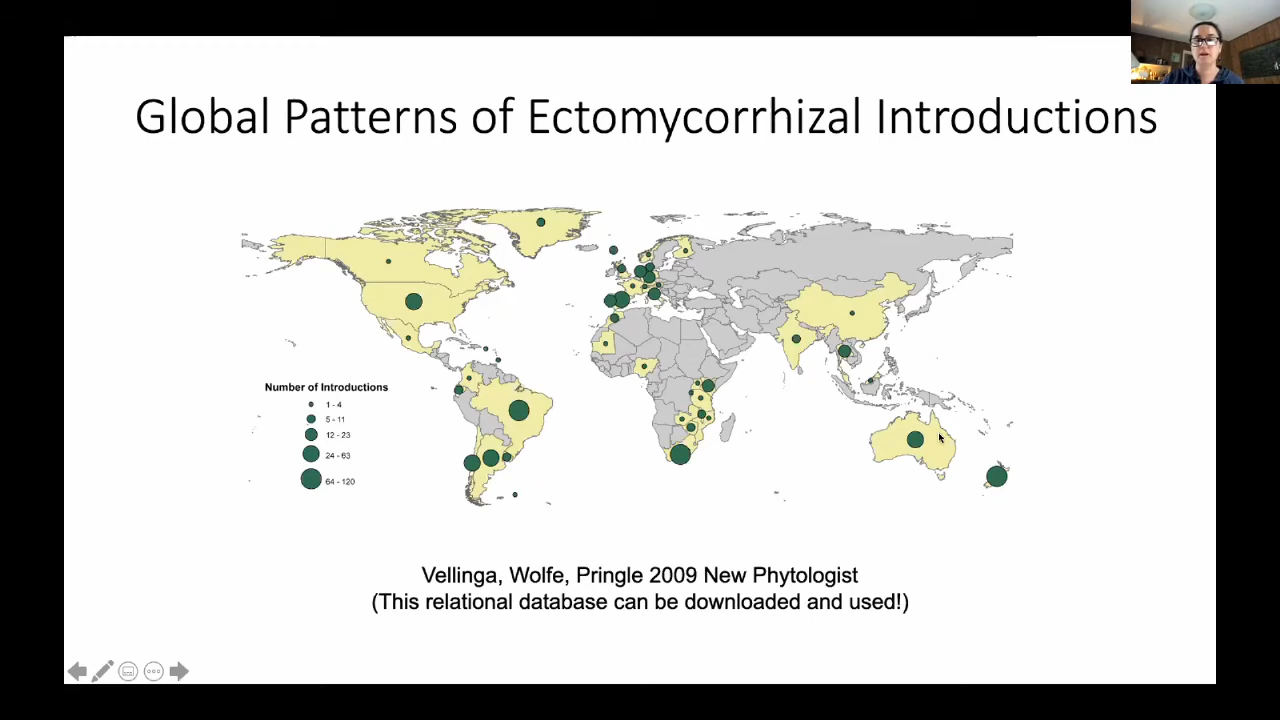 Global Patterns of Ectomycorrhizal Introductions
Number of Introductions
1 - 4
5 - 11
12 - 23
24 - 63
64 - 120
Vellinga, Wolfe, Pringle 2009 New Phytologist
(This relational database can be downloaded and used!)